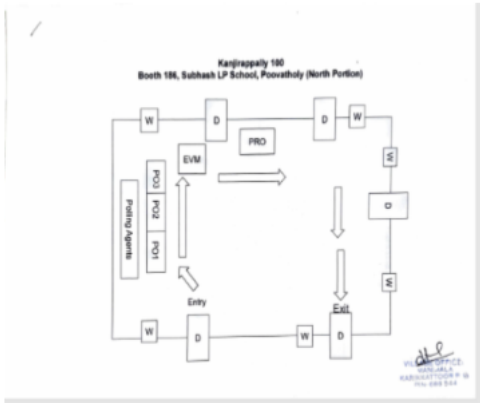 Kanjirappally 100
Booth 186, Subhash LP School, Poovatholy (North Portion)
W
D
D
W
PRO
EVM
W
PO3
PO2
PO1
Polling Agents
D
W
Entry
Exit
W
D
W
D